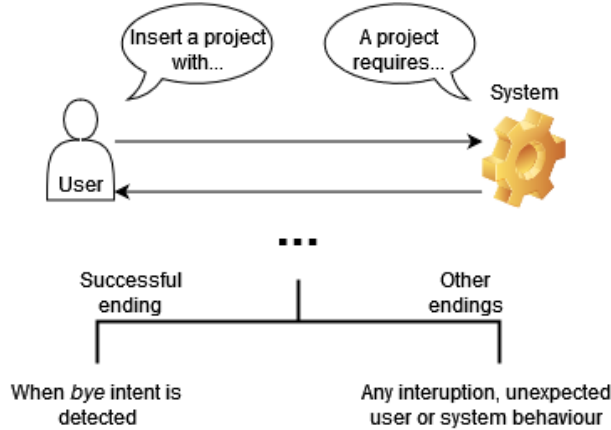 Insert a project
with...
A project
requires...
System
User
...
Successful
ending
Other
endings
When bye intent is
detected
Any interuption, unexpected
user or system behaviour